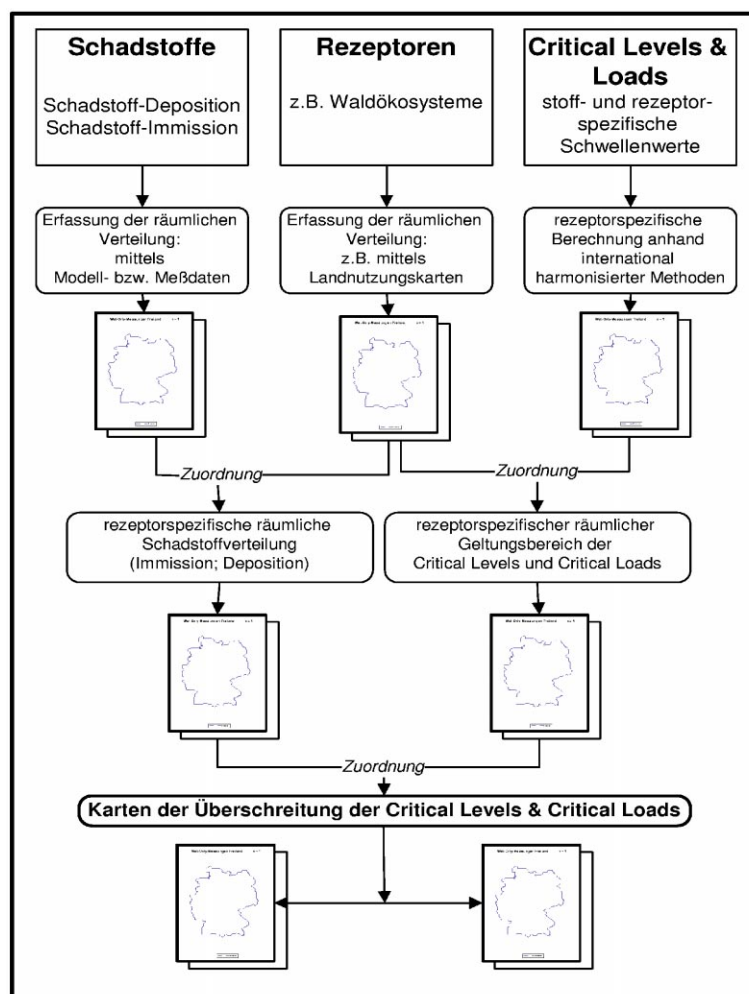 Schadstoffe
Schadstoff-Deposition
Schadstoff-Immission
Rezeptoren
z.B. Waldökosysteme
Critical Levels &
Loads
stoff- und rezeptor-
spezifische
Schwellenwerte
Erfassung der räumlichen
Verteilung:
mittels
Modell- bzw. Meßdaten
Erfassung der räumlichen
Verteilung:
z.B. mittels
Landnutzungskarten
rezeptorspezifische
Berechnung anhand
international
harmonisierter Methoden
Zuordnung
Zuordnung
rezeptorspezifische räumliche
Schadstoffverteilung
(Immission; Deposition)
rezeptorspezifischer räumlicher
Geltungsbereich der
Critical Levels und Critical Loads
Zuordnung
Karten der Überschreitung der Critical Levels & Critical Loads